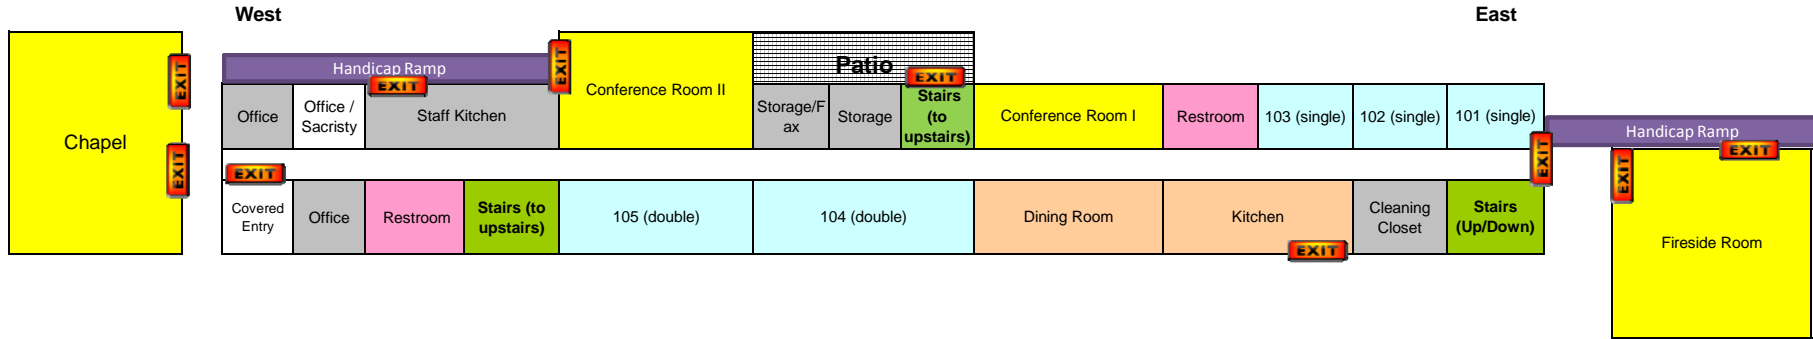 West
East
EXIT
EXIT
Chapel
Handicap Ramp
EXIT
EXIT
Office
Office /
Sacristy
Staff Kitchen
Conference Room II
Patio
EXIT
Storage/F
ax
Storage
Stairs
(to
upstairs)
Conference Room I
Restroom
103 (single)
102 (single)
101 (single)
EXIT
Handicap Ramp
EXIT
EXIT
EXIT
Covered
Entry
Office
Restroom
Stairs (to
upstairs)
105 (double)
104 (double)
Dining Room
Kitchen
EXIT
Cleaning
Closet
Stairs
(Up/Down)
Fireside Room